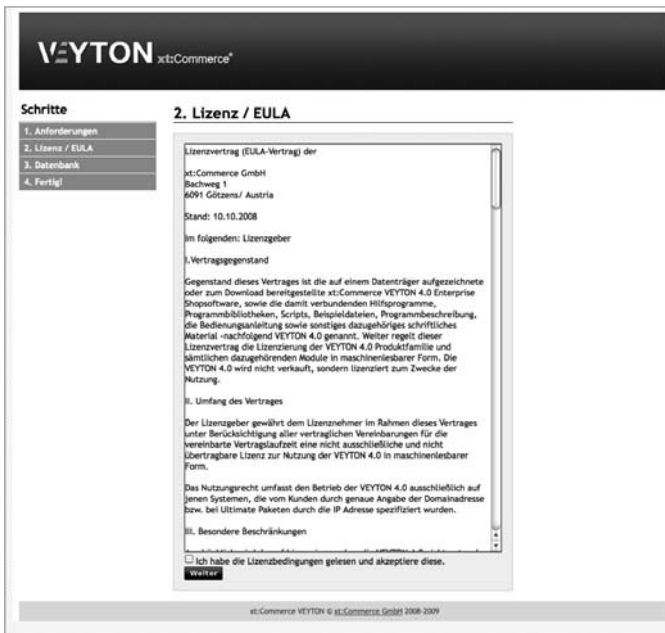 VEYTON xt:Commerce®
Schritte
1. Anforderungen
2. Lizenz / EULA
3. Datenbank
4. Fertig!
2. Lizenz / EULA
Lizenzvertrag (EULA-Vertrag) der
xt:Commerce GmbH
Bachweg 1
6091 Götzens/ Austria
Stand: 10.10.2008
Im folgenden: Lizenzgeber
I.Vertragsgegenstand
Gegenstand dieses Vertrages ist die auf einem Datenträger aufgezeichnete
oder zum Download bereitgestellte xt:Commerce VEYTON 4.0 Enterprise
Shopsoftware, sowie die damit verbundenen Hilfsprogramme,
Programmbibliotheken, Scripts, Beispieldateien, Programmbeschreibung,
die Bedienungsanleitung sowie sonstiges dazugehöriges schriftliches
Material -nachfolgend VEYTON 4.0 genannt. Weiter regelt dieser
Lizenzvertrag die Lizenzierung der VEYTON 4.0 Produktfamilie und
sämtlichen dazugehörenden Module in maschinenlesbarer Form. Die
VEYTON 4.0 wird nicht verkauft, sondern lizenziert zum Zwecke der
Nutzung.
II. Umfang des Vertrages
Der Lizenzgeber gewährt dem Lizenznehmer im Rahmen dieses Vertrages
unter Berücksichtigung aller vertraglichen Vereinbarungen für die
vereinbarte Vertragslaufzeit eine nicht ausschließliche und nicht
übertragbare Lizenz zur Nutzung der VEYTON 4.0 in maschinenlesbarer
Form.
Das Nutzungsrecht umfasst den Betrieb der VEYTON 4.0 ausschließlich auf
jenen Systemen, die vom Kunden durch genaue Angabe der Domainadresse
bzw. bei Ultimate Paketen durch die IP Adresse spezifiziert wurden.
III. Besondere Beschränkungen
Ich habe die Lizenzbedingungen gelesen und akzeptiere diese.
Weiter
xt:Commerce VEYTON © xt:Commerce GmbH 2008-2009